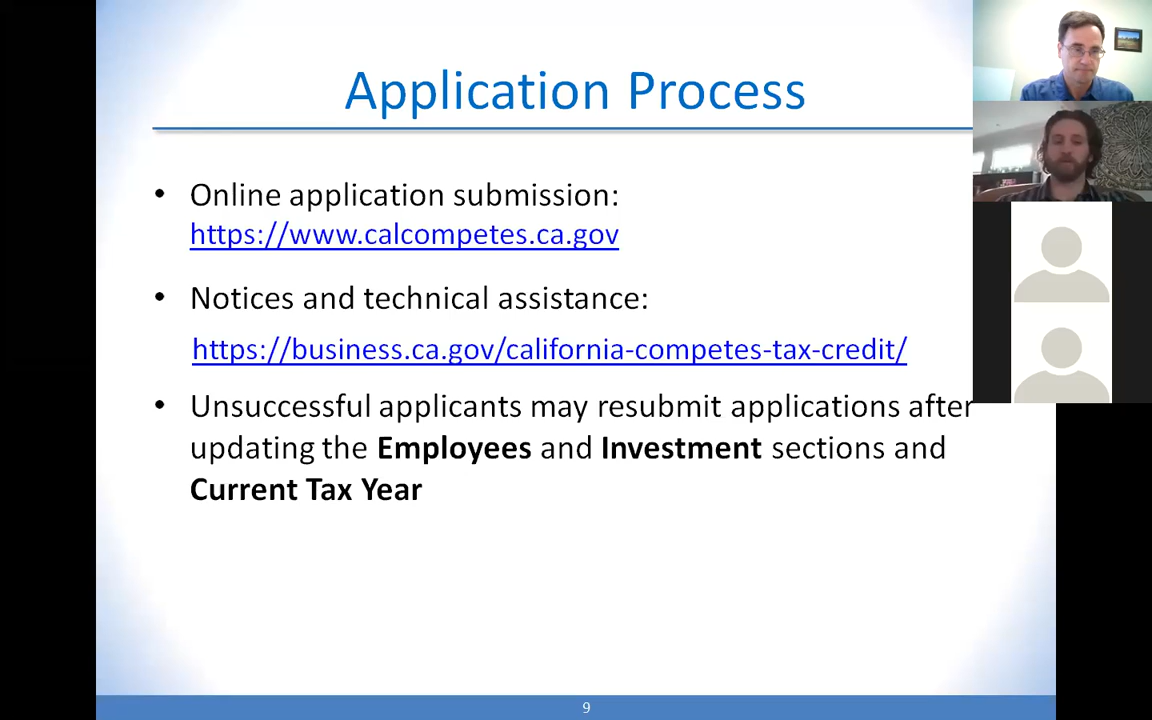 Application Process
• Online application submission:
https://www.calcompetes.ca.gov
• Notices and technical assistance:
https://business.ca.gov/california-competes-tax-credit/
• Unsuccessful applicants may resubmit applications after
updating the Employees and Investment sections and
Current Tax Year
9